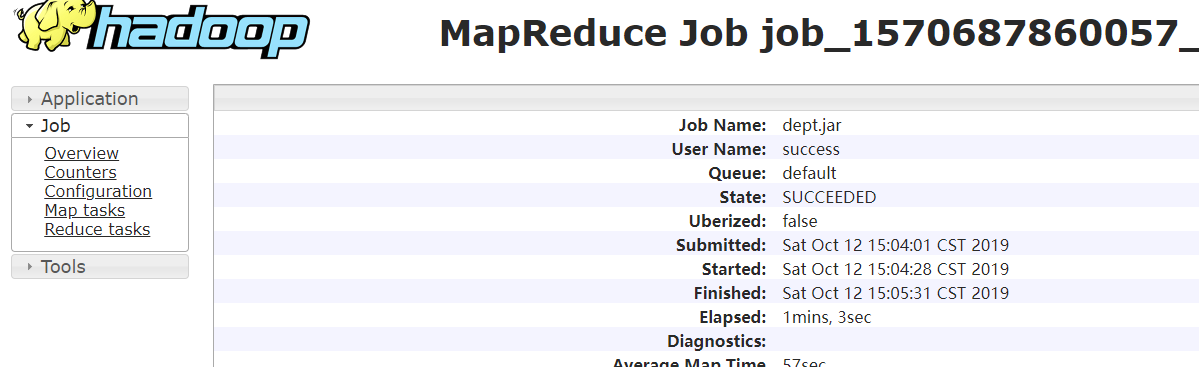 hadoop
MapReduce Job job_1570687860057_
Application
Job
Overview
Counters
Configuration
Map tasks
Reduce tasks
Tools
Job Name: dept.jar
User Name: success
Queue: default
State: SUCCEEDED
Uberized: false
Submitted: Sat Oct 12 15:04:01 CST 2019
Started: Sat Oct 12 15:04:28 CST 2019
Finished: Sat Oct 12 15:05:31 CST 2019
Elapsed: 1mins, 3sec
Diagnostics:
Average Map Time 57sec